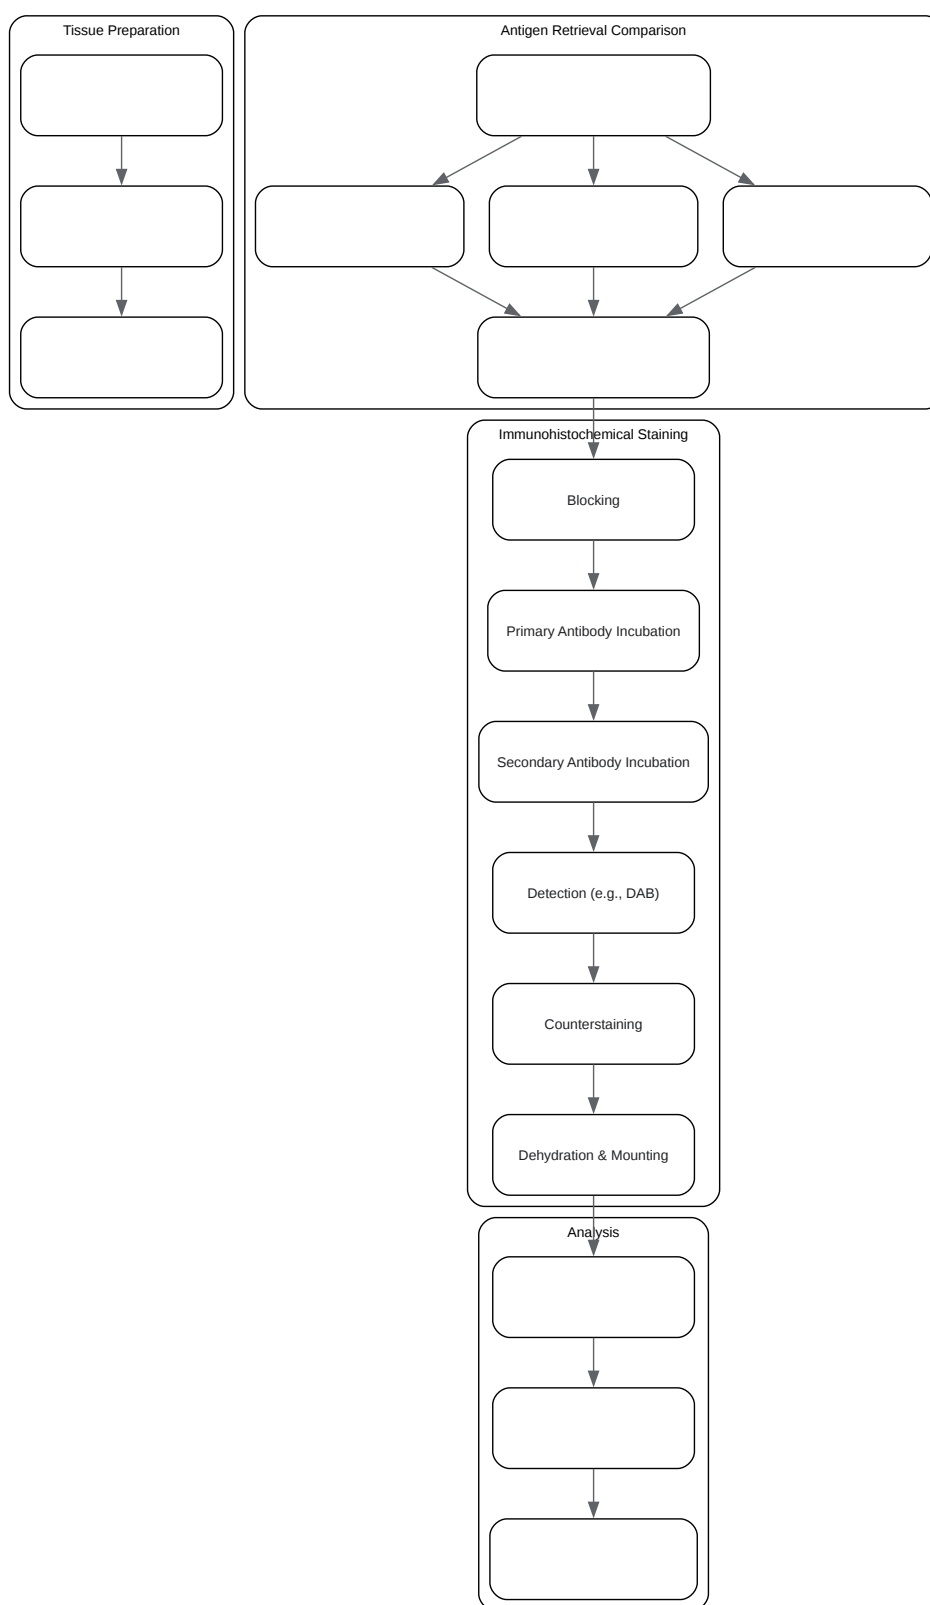 Tissue Preparation
Antigen Retrieval Comparison
Immunohistochemical Staining
Blocking
Primary Antibody Incubation
Secondary Antibody Incubation
Detection (e.g., DAB)
Counterstaining
Dehydration & Mounting
Analysis